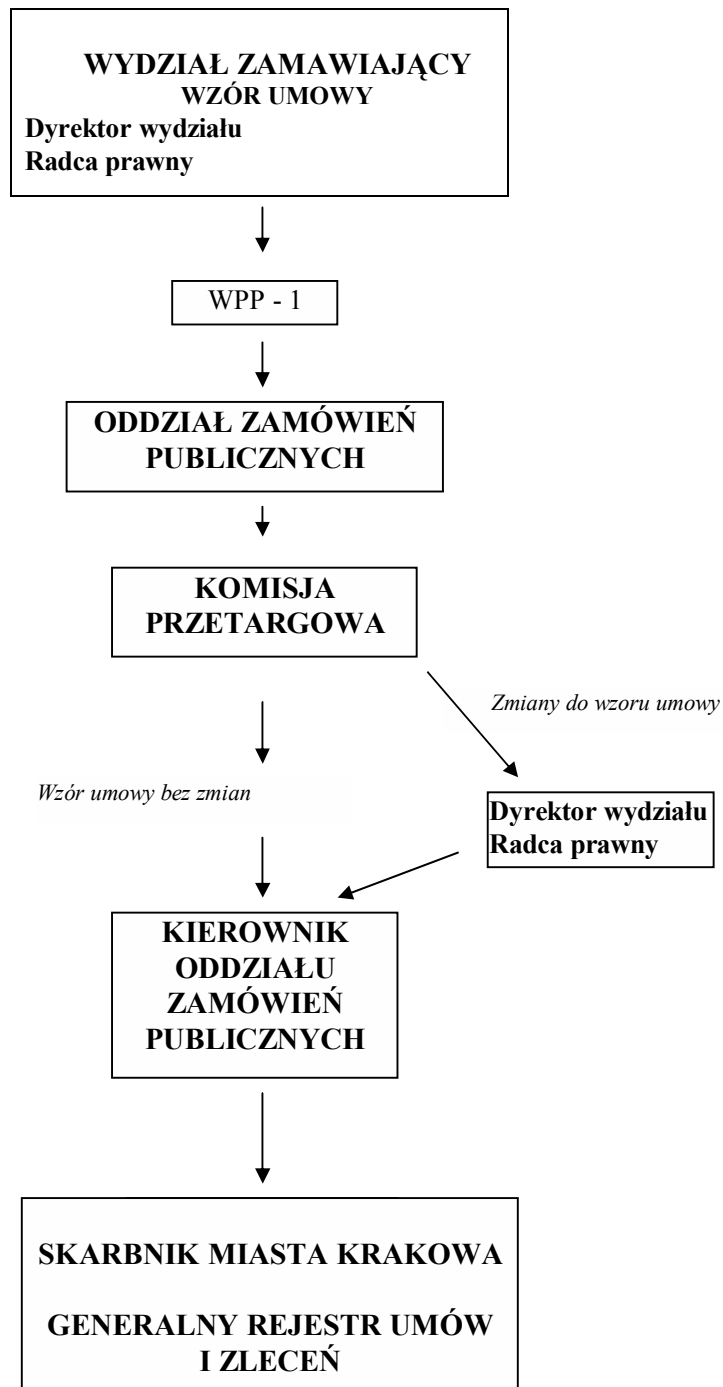 WYDZIAŁ ZAMAWIAJĄCY
WZÓR UMOWY
Dyrektor wydziału
Radca prawny
WPP - 1
ODDZIAŁ ZAMÓWIEŃ
PUBLICZNYCH
KOMISJA
PRZETARGOWA
Zmiany do wzoru umowy
Wzór umowy bez zmian
Dyrektor wydziału
Radca prawny
KIEROWNIK
ODDZIAŁU
ZAMÓWIEŃ
PUBLICZNYCH
SKARBNIK MIASTA KRAKOWA
GENERALNY REJESTR UMÓW
I ZLECEŃ